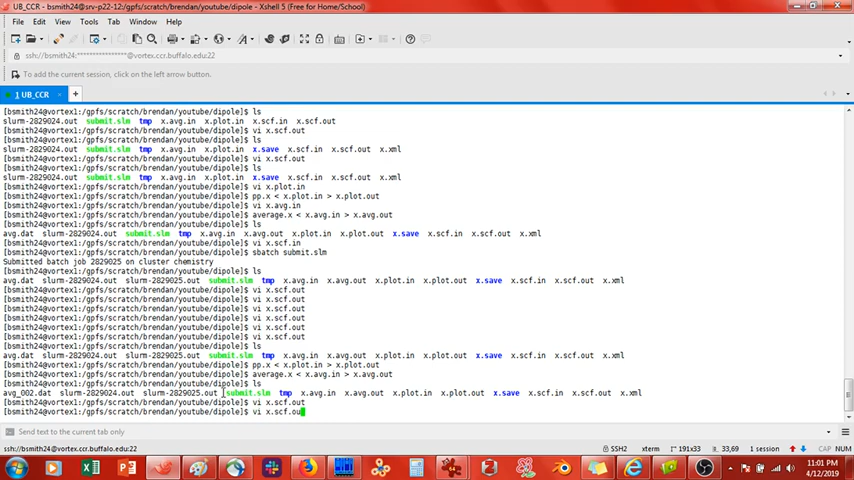 1 bsmith24@srv-p22-12:/gpfs/scratch/brendan/youtube/dipole - Xshell 5 (Free for Home/School)
File Edit View Tools Tab Window Help
ssh://bsmith24:***************@vortex.ccr.buffalo.edu:22
To add the current session, click on the left arrow button.
1 UB_CCR × +
[bsmith24@vortex1:/gpfs/scratch/brendan/youtube/dipole]$ ls
slurm-2829024.out submit.slm tmp x.avg.in x.plot.in x.scf.in x.scf.out
[bsmith24@vortex1:/gpfs/scratch/brendan/youtube/dipole]$ vi x.scf.out
[bsmith24@vortex1:/gpfs/scratch/brendan/youtube/dipole]$ ls
slurm-2829024.out submit.slm tmp x.avg.in x.plot.in x.save x.scf.in x.scf.out x.xml
[bsmith24@vortex1:/gpfs/scratch/brendan/youtube/dipole]$ vi x.scf.out
[bsmith24@vortex1:/gpfs/scratch/brendan/youtube/dipole]$ ls
slurm-2829024.out submit.slm tmp x.avg.in x.plot.in x.save x.scf.in x.scf.out x.xml
[bsmith24@vortex1:/gpfs/scratch/brendan/youtube/dipole]$ vi x.plot.in
[bsmith24@vortex1:/gpfs/scratch/brendan/youtube/dipole]$ pp.x < x.plot.in > x.plot.out
[bsmith24@vortex1:/gpfs/scratch/brendan/youtube/dipole]$ vi x.avg.in
[bsmith24@vortex1:/gpfs/scratch/brendan/youtube/dipole]$ average.x < x.avg.in > x.avg.out
[bsmith24@vortex1:/gpfs/scratch/brendan/youtube/dipole]$ ls
avg.dat slurm-2829024.out submit.slm tmp x.avg.in x.avg.out x.plot.in x.plot.out x.save x.scf.in x.scf.out x.xml
[bsmith24@vortex1:/gpfs/scratch/brendan/youtube/dipole]$ vi x.scf.in
[bsmith24@vortex1:/gpfs/scratch/brendan/youtube/dipole]$ sbatch submit.slm
Submitted batch job 2829025 on cluster chemistry
[bsmith24@vortex1:/gpfs/scratch/brendan/youtube/dipole]$ ls
avg.dat slurm-2829024.out slurm-2829025.out submit.slm tmp x.avg.in x.avg.out x.plot.in x.plot.out x.save x.scf.in x.scf.out x.xml
[bsmith24@vortex1:/gpfs/scratch/brendan/youtube/dipole]$ vi x.scf.out
[bsmith24@vortex1:/gpfs/scratch/brendan/youtube/dipole]$ vi x.scf.out
[bsmith24@vortex1:/gpfs/scratch/brendan/youtube/dipole]$ vi x.scf.out
[bsmith24@vortex1:/gpfs/scratch/brendan/youtube/dipole]$ vi x.scf.out
[bsmith24@vortex1:/gpfs/scratch/brendan/youtube/dipole]$ vi x.scf.out
[bsmith24@vortex1:/gpfs/scratch/brendan/youtube/dipole]$ vi x.scf.out
[bsmith24@vortex1:/gpfs/scratch/brendan/youtube/dipole]$ ls
avg.dat slurm-2829024.out slurm-2829025.out submit.slm tmp x.avg.in x.avg.out x.plot.in x.plot.out x.save x.scf.in x.scf.out x.xml
[bsmith24@vortex1:/gpfs/scratch/brendan/youtube/dipole]$ pp.x < x.plot.in > x.plot.out
[bsmith24@vortex1:/gpfs/scratch/brendan/youtube/dipole]$ average.x < x.avg.in > x.avg.out
[bsmith24@vortex1:/gpfs/scratch/brendan/youtube/dipole]$ ls
avg_002.dat slurm-2829024.out slurm-2829025.out submit.slm tmp x.avg.in x.avg.out x.plot.in x.plot.out x.save x.scf.in x.scf.out x.xml
[bsmith24@vortex1:/gpfs/scratch/brendan/youtube/dipole]$ vi x.scf.out
[bsmith24@vortex1:/gpfs/scratch/brendan/youtube/dipole]$ vi x.scf.ou
Send text to the current tab only
ssh://bsmith24@vortex.ccr.buffalo.edu:22 SSH2 xterm 191x33 33,69 1 session CAP NUM
11:01 PM
4/12/2019